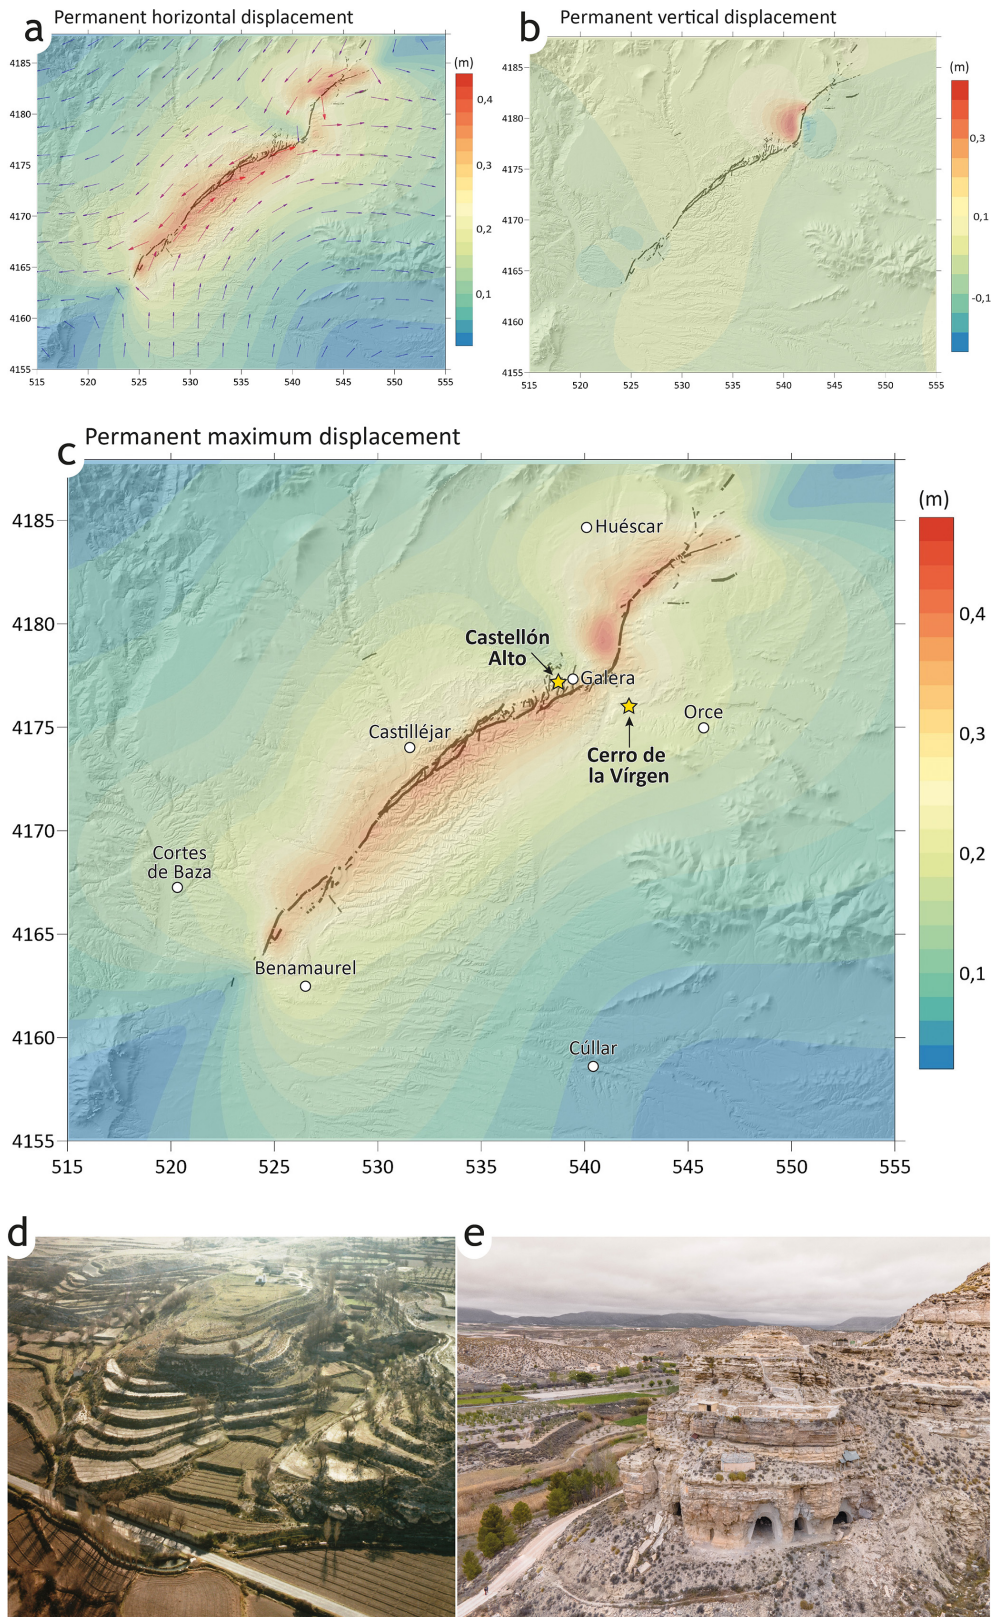 a
Permanent horizontal displacement
(m)
4185
4180
4175
4170
4165
4160
4155
0,4
0,3
0,2
0,1
515
520
525
530
535
540
545
550
555
b
Permanent vertical displacement
(m)
4185
4180
4175
4170
4165
4160
4155
0,3
0,1
-0,1
515
520
525
530
535
540
545
550
555
c
Permanent maximum displacement
(m)
4185
4180
4175
4170
4165
4160
4155
Huéscar
Castellón
Alto
Galera
Orce
Castilléjar
Cerro de
la Vírgen
Cortes
de Baza
Benamaurel
Cúllar
0,4
0,3
0,2
0,1
515
520
525
530
535
540
545
550
555
d
e